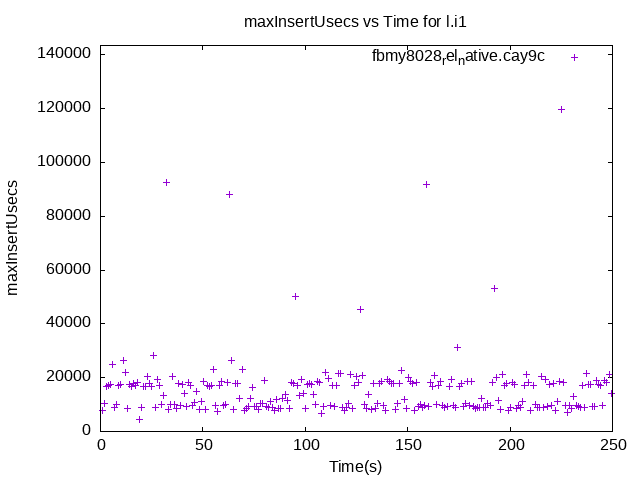 maxInsertUsecs vs Time for l.i1
fbmy8028relnative.cay9c
140000
120000
100000
80000
60000
40000
20000
0
maxInsertUsecs
0 50 100 150 200 250
Time(s)